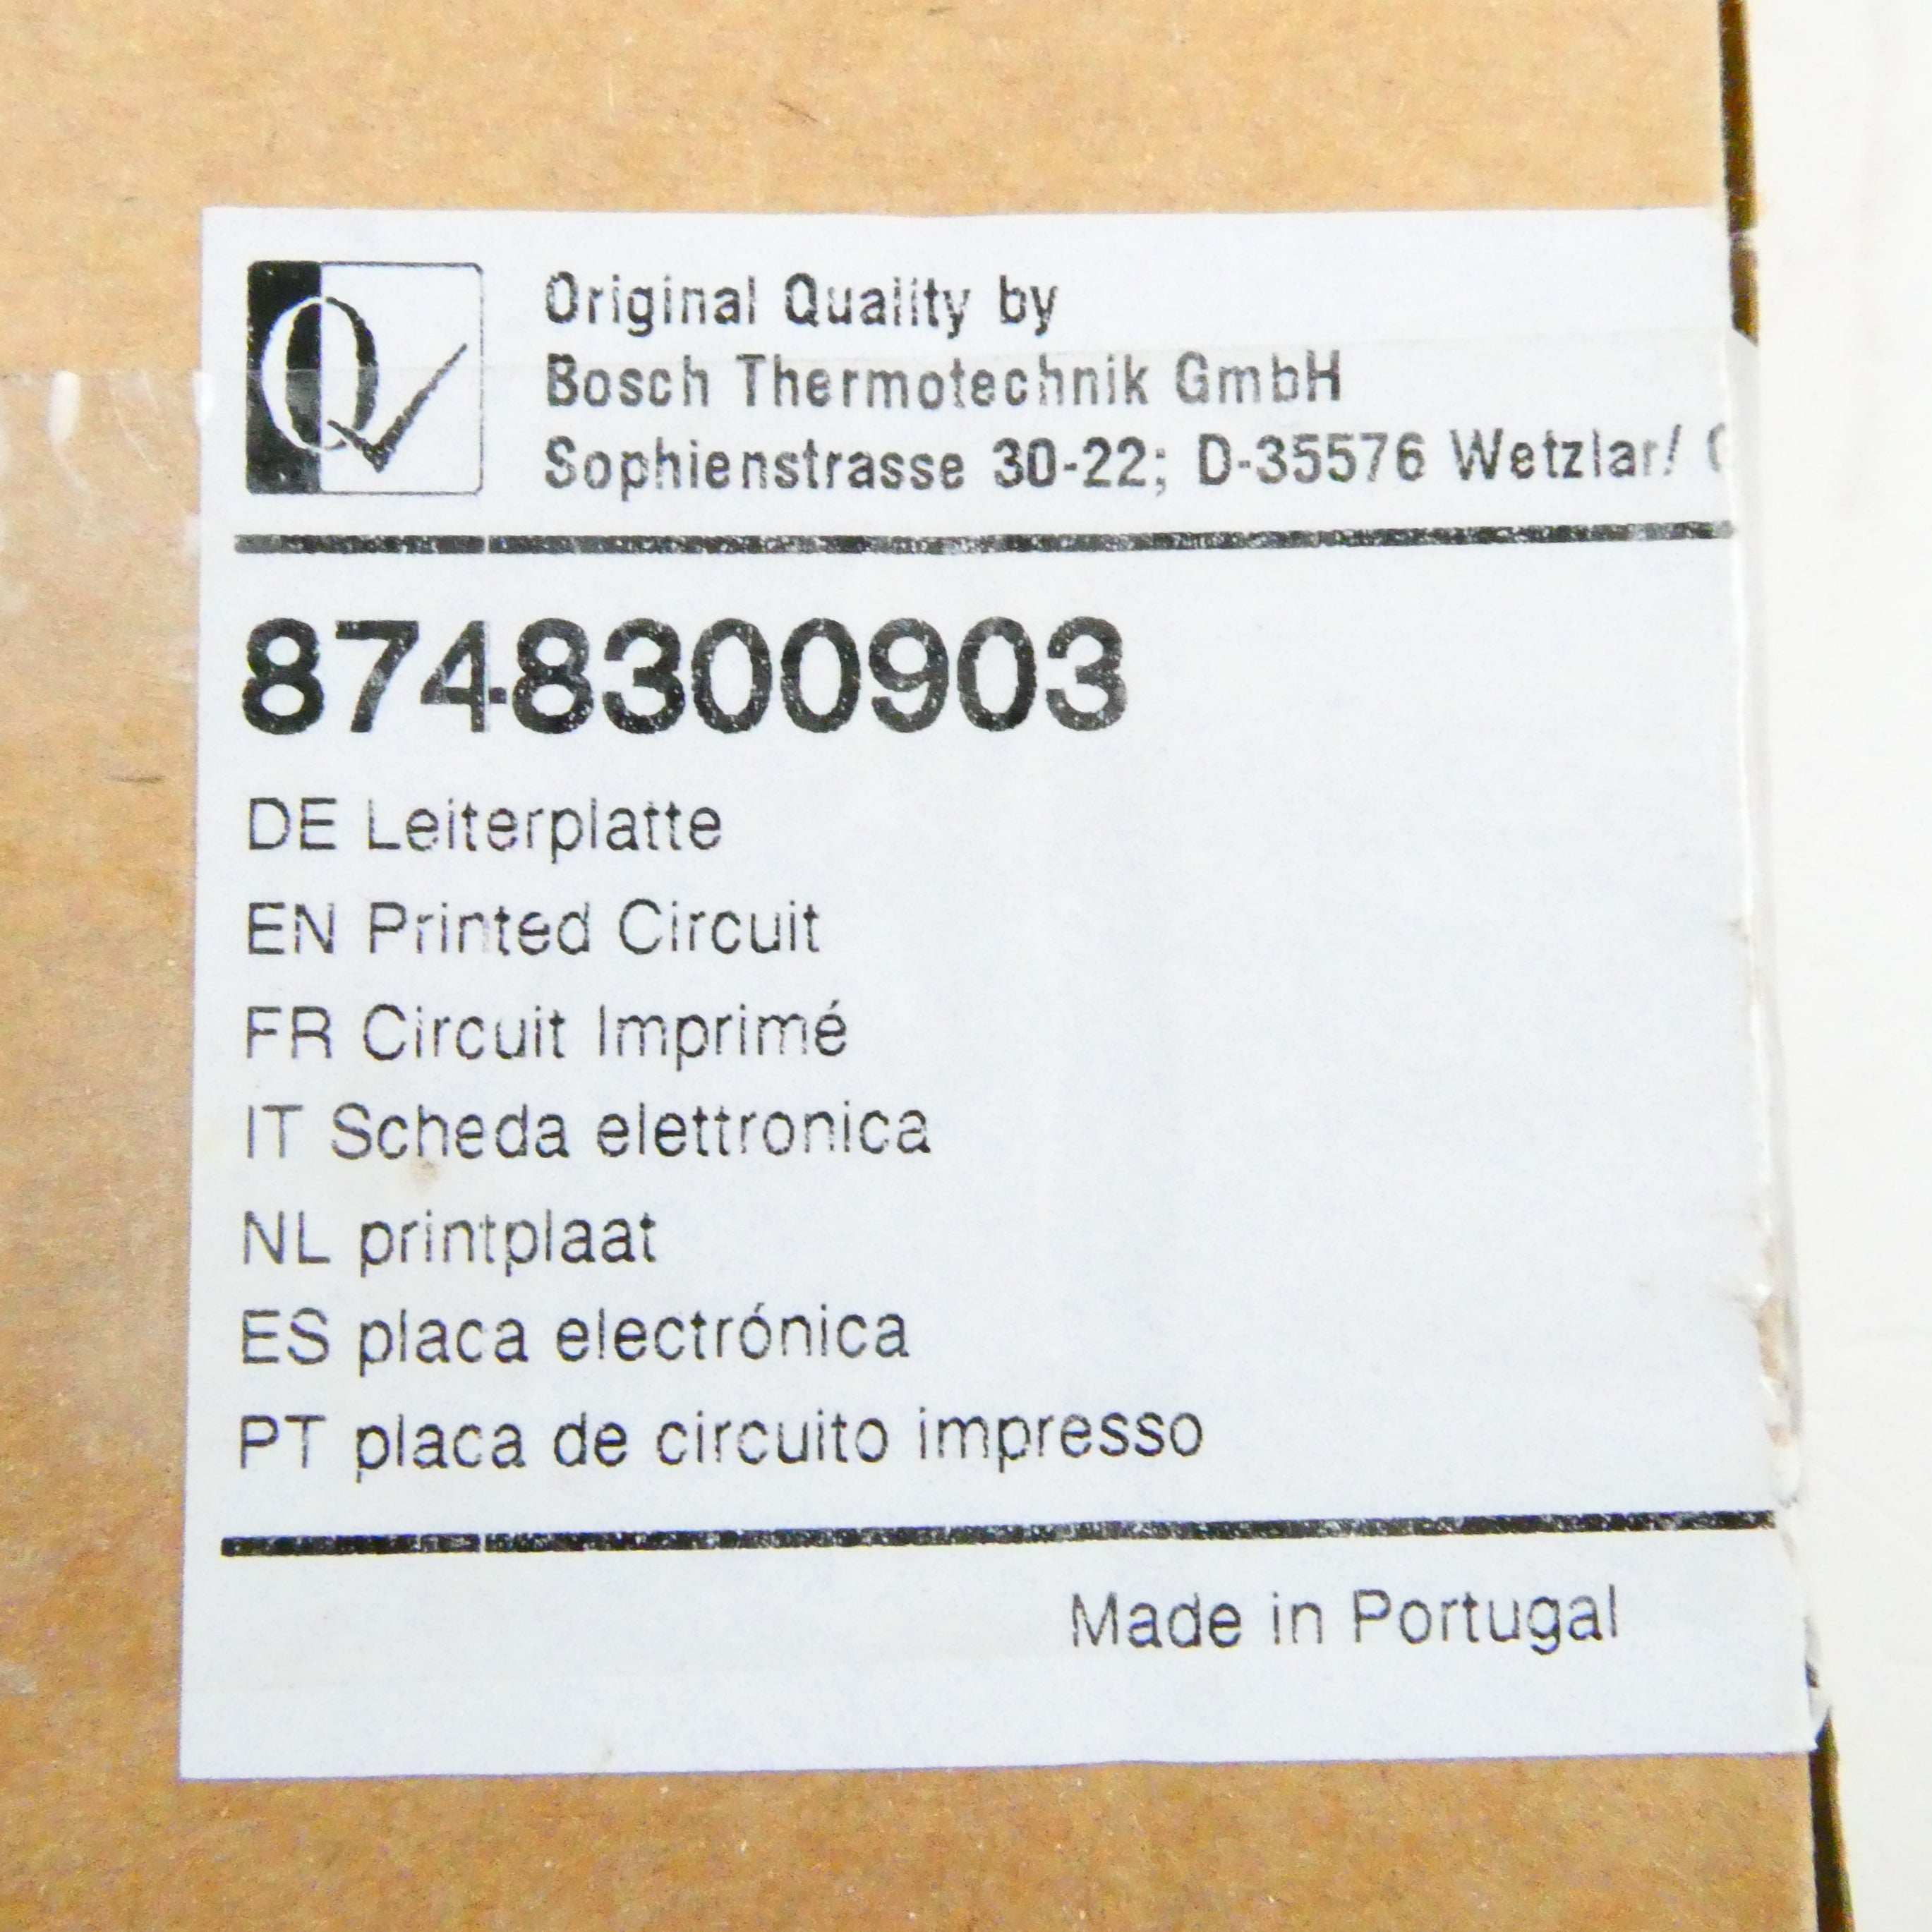 Q
Original Quality by
Bosch Thermotechnik GmbH
Sophienstrasse 30-22; D-35576 Wetzlar/
8748300903
DE Leiterplatte
EN Printed Circuit
FR Circuit Imprimé
IT Scheda elettronica
NL printplaat
ES placa electrónica
PT placa de circuito impresso
Made in Portugal